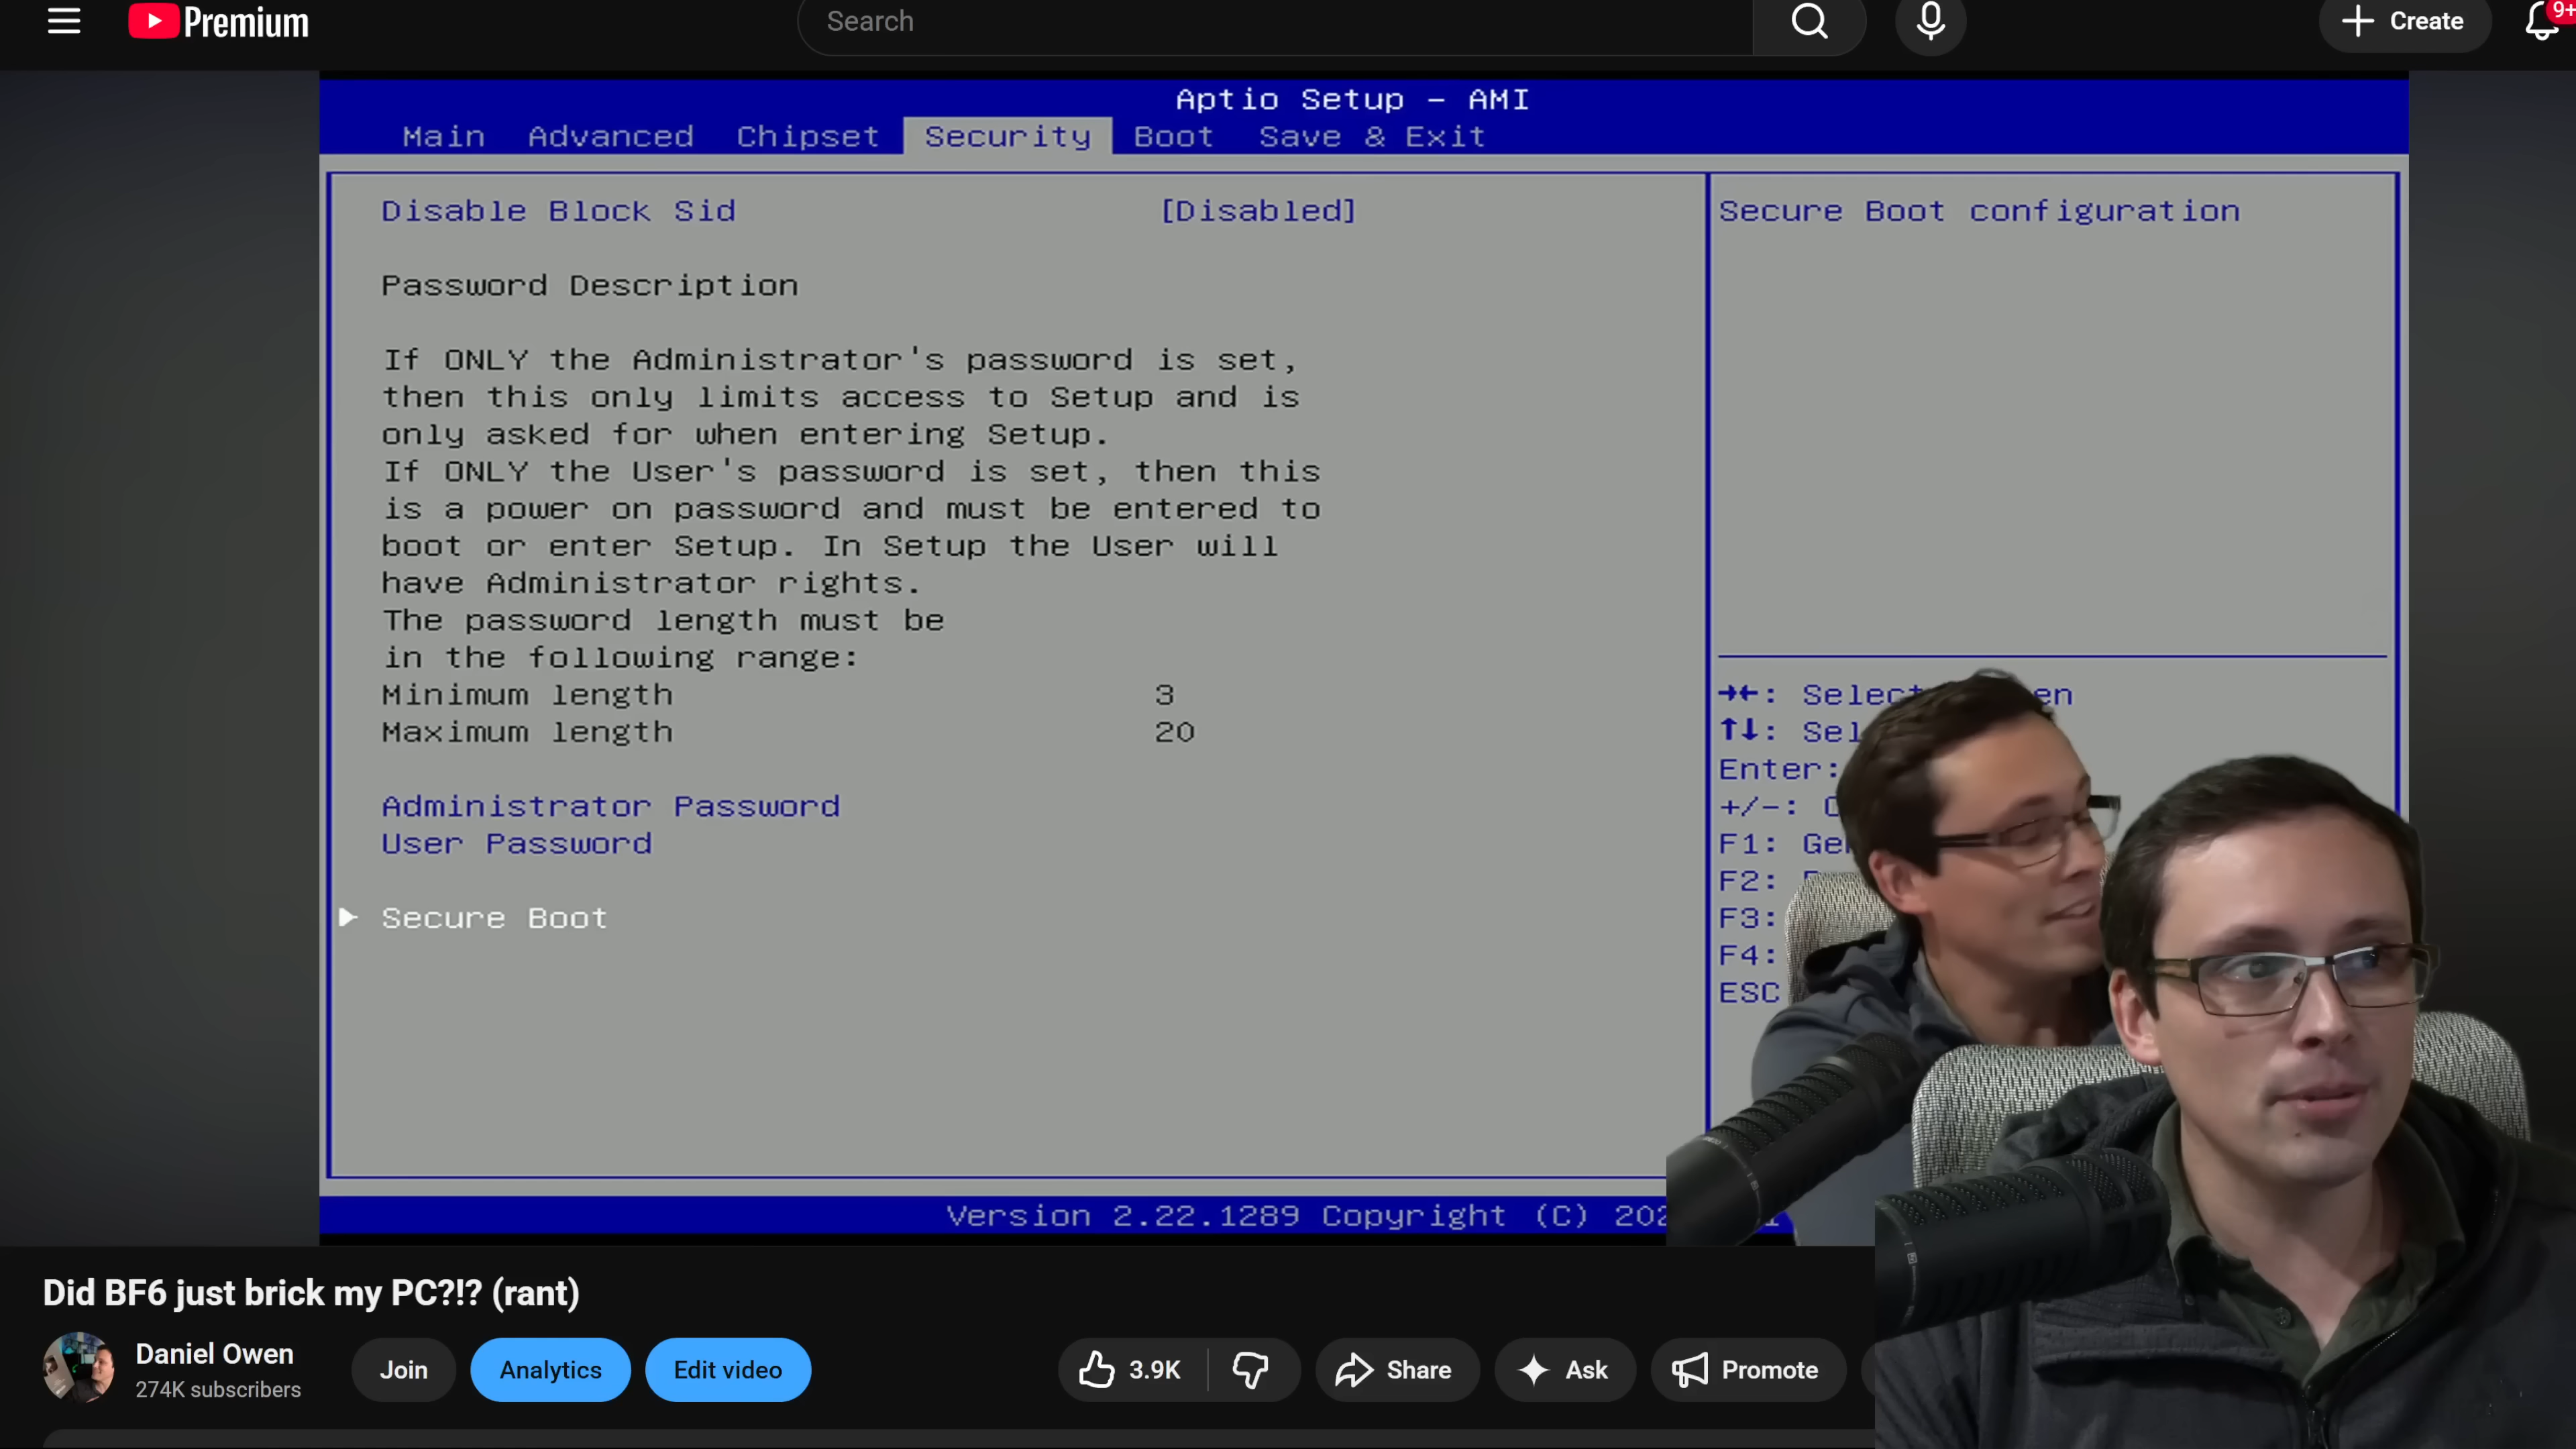 Premium
Search
Create
9+
Aptio Setup – AMI
Main Advanced Chipset Security Boot Save & Exit
Disable Block Sid [Disabled]
Password Description
If ONLY the Administrator's password is set,
then this only limits access to Setup and is
only asked for when entering Setup.
If ONLY the User's password is set, then this
is a power on password and must be entered to
boot or enter Setup. In Setup the User will
have Administrator rights.
The password length must be
in the following range:
Minimum length 3
Maximum length 20
Administrator Password
User Password
Secure Boot
Secure Boot configuration
→←:
↑↓:
Enter:
+/-:
F1:
F2:
F3:
F4:
ESC
Version 2.22.1289 Copyright (C)
Did BF6 just brick my PC?!? (rant)
Daniel Owen
274K subscribers
Join
Analytics
Edit video
3.9K
Share
Ask
Promote